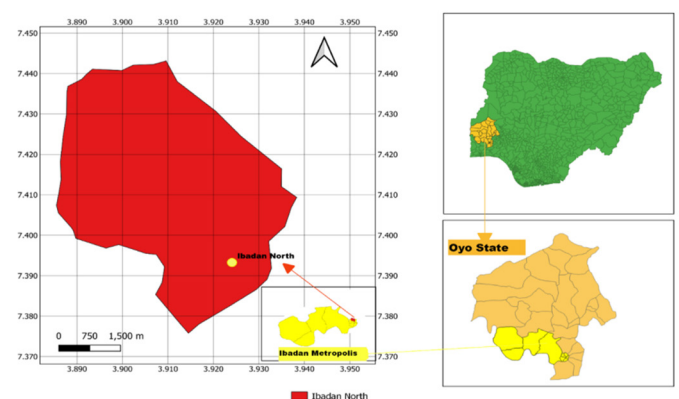 3.890 3.900 3.910 3.920 3.930 3.940 3.950
7.450 7.450
7.440 7.440
7.430 7.430
7.420 7.420
7.410 7.410
7.400 7.400
Ibadan North
7.390 7.390
7.380 7.380
0 750 1,500 m
Ibadan Metropolis
7.370 7.370
3.890 3.900 3.910 3.920 3.930 3.940 3.950
Ibadan North
Oyo State